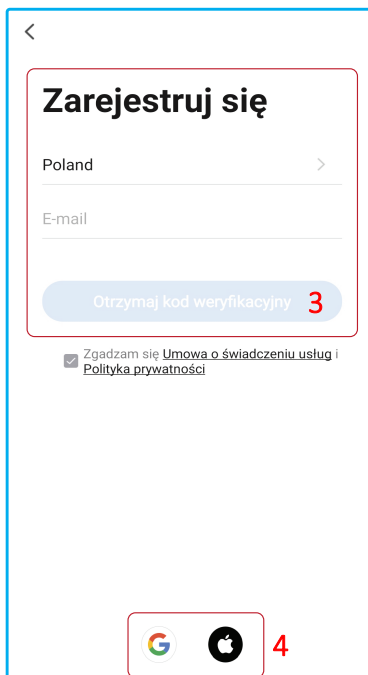 Zarejestruj się
Poland
E-mail
Otrzymaj kod weryfikacyjny 3
Zgadzam się Umowa o świadczeniu usług i
Polityka prywatności
4